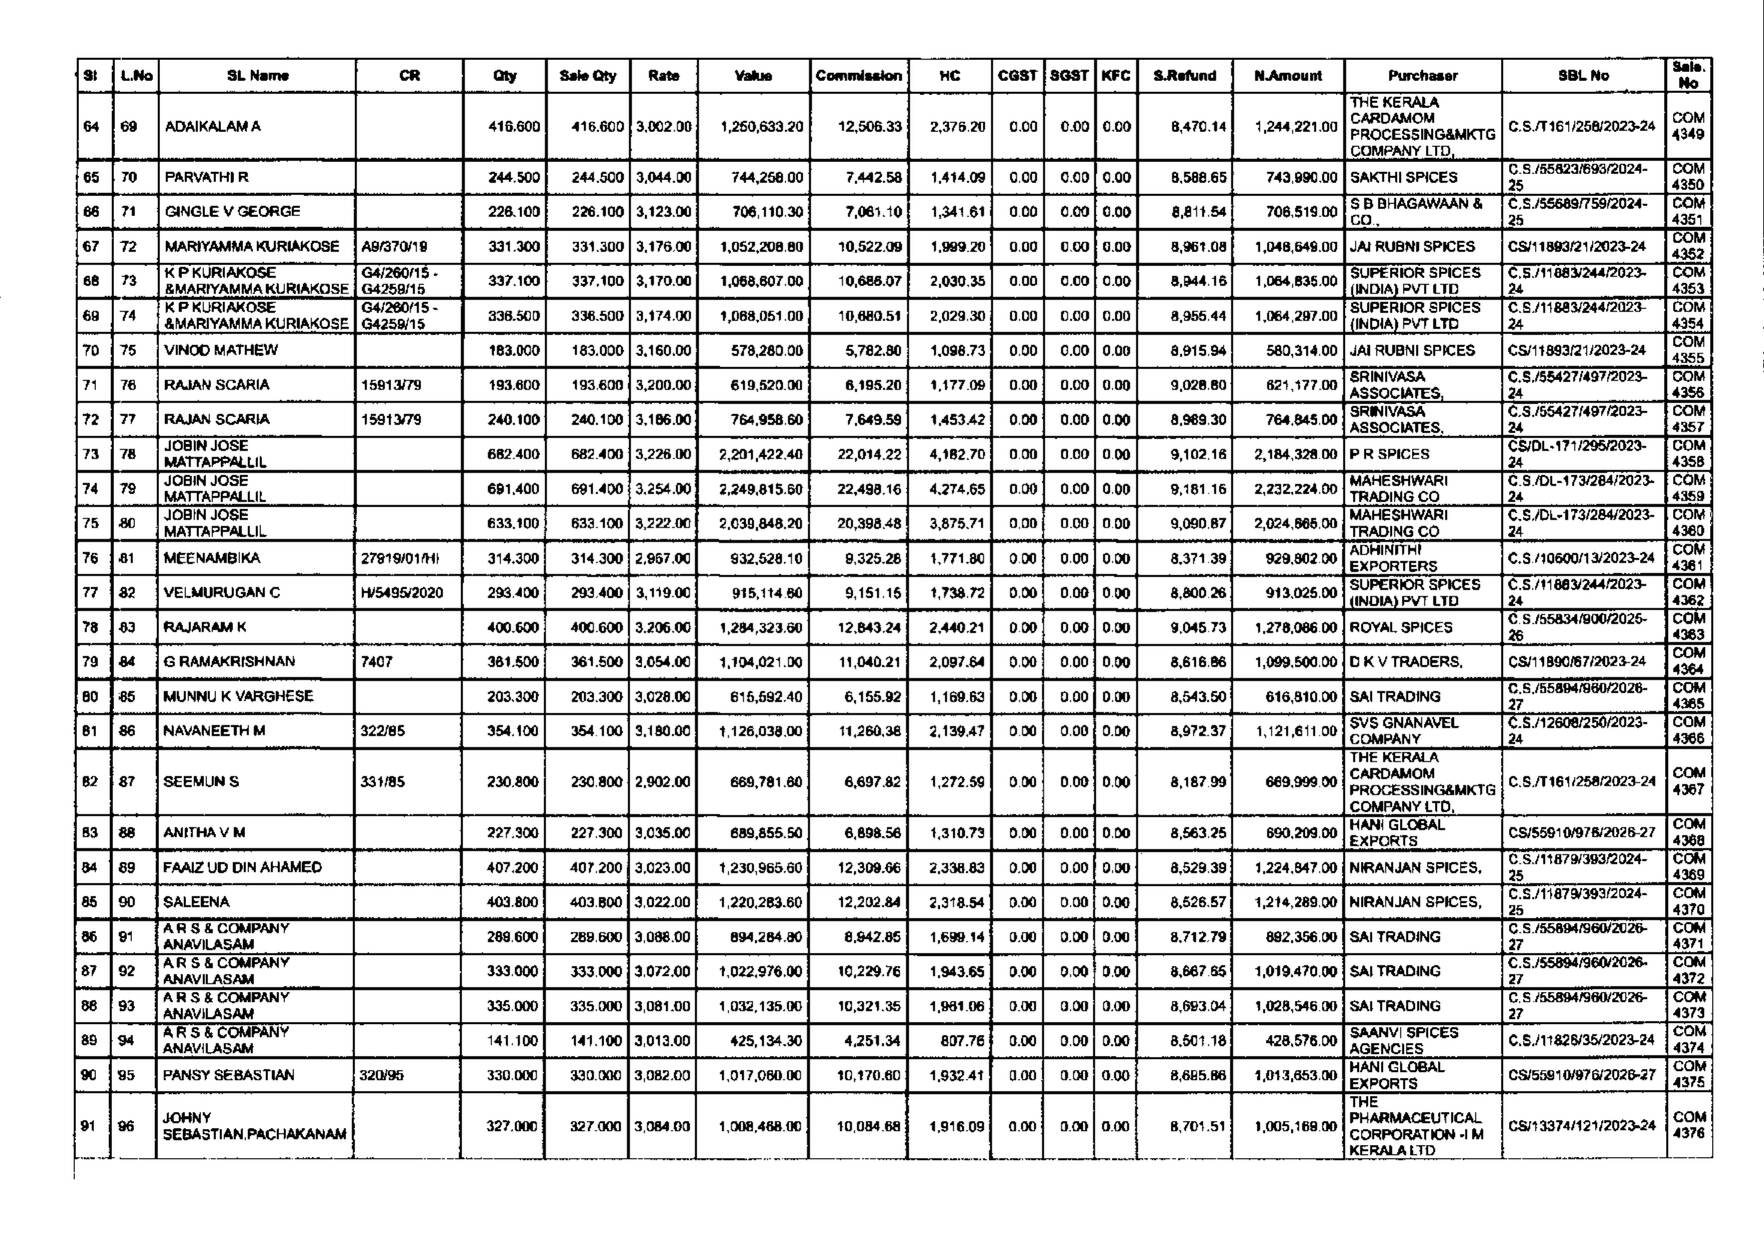 Sl L.No SL Name CR Qty Sale Qty Rate Value Commission HC CGST SGST KFC S.Refund N.Amount Purchaser SBL No Sale. No
64 69 ADAIKALAM A 416.600 416.600 3,002.00 1,250,633.20 12,506.33 2,376.20 0.00 0.00 0.00 8,470.14 1,244,221.00 THE KERALA CARDAMOM PROCESSING&MKTG COMPANY LTD, C.S./T161/258/2023-24 COM 4349
65 70 PARVATHI R 244.500 244.500 3,044.00 744,258.00 7,442.58 1,414.09 0.00 0.00 0.00 8,588.65 743,990.00 SAKTHI SPICES C.S./55623/693/2024-25 COM 4350
66 71 GINGLE V GEORGE 226.100 226.100 3,123.00 706,110.30 7,061.10 1,341.61 0.00 0.00 0.00 8,811.54 706,519.00 S B BHAGAWAAN & CO., C.S./55689/759/2024-25 COM 4351
67 72 MARIYAMMA KURIAKOSE A9/370/19 331.300 331.300 3,176.00 1,052,208.80 10,522.09 1,999.20 0.00 0.00 0.00 8,961.08 1,048,649.00 JAI RUBNI SPICES CS/11893/21/2023-24 COM 4352
68 73 K P KURIAKOSE &MARIYAMMA KURIAKOSE G4/260/15 - G4259/15 337.100 337.100 3,170.00 1,068,607.00 10,686.07 2,030.35 0.00 0.00 0.00 8,944.16 1,064,835.00 SUPERIOR SPICES (INDIA) PVT LTD C.S./11883/244/2023-24 COM 4353
69 74 K P KURIAKOSE &MARIYAMMA KURIAKOSE G4/260/15 - G4259/15 336.500 336.500 3,174.00 1,068,051.00 10,680.51 2,029.30 0.00 0.00 0.00 8,955.44 1,064,297.00 SUPERIOR SPICES (INDIA) PVT LTD C.S./11883/244/2023-24 COM 4354
70 75 VINOD MATHEW 183.000 183.000 3,160.00 578,280.00 5,782.80 1,098.73 0.00 0.00 0.00 8,915.94 580,314.00 JAI RUBNI SPICES CS/11893/21/2023-24 COM 4355
71 76 RAJAN SCARIA 15913/79 193.600 193.600 3,200.00 619,520.00 6,195.20 1,177.09 0.00 0.00 0.00 9,028.80 621,177.00 SRINIVASA ASSOCIATES, C.S./55427/497/2023-24 COM 4356
72 77 RAJAN SCARIA 15913/79 240.100 240.100 3,186.00 764,958.60 7,649.59 1,453.42 0.00 0.00 0.00 8,989.30 764,845.00 SRINIVASA ASSOCIATES, C.S./55427/497/2023-24 COM 4357
73 78 JOBIN JOSE MATTAPPALLIL 682.400 682.400 3,226.00 2,201,422.40 22,014.22 4,182.70 0.00 0.00 0.00 9,102.16 2,184,328.00 P R SPICES CS/DL-171/295/2023-24 COM 4358
74 79 JOBIN JOSE MATTAPPALLIL 691.400 691.400 3,254.00 2,249,815.60 22,498.16 4,274.65 0.00 0.00 0.00 9,181.16 2,232,224.00 MAHESHWARI TRADING CO C.S./DL-173/284/2023-24 COM 4359
75 80 JOBIN JOSE MATTAPPALLIL 633.100 633.100 3,222.00 2,039,848.20 20,398.48 3,875.71 0.00 0.00 0.00 9,090.87 2,024,665.00 MAHESHWARI TRADING CO C.S./DL-173/284/2023-24 COM 4360
76 81 MEENAMBIKA 27919/01/HI 314.300 314.300 2,967.00 932,528.10 9,325.28 1,771.80 0.00 0.00 0.00 8,371.39 929,802.00 ADHINITHI EXPORTERS C.S./10600/13/2023-24 COM 4361
77 82 VELMURUGAN C H/5495/2020 293.400 293.400 3,119.00 915,114.60 9,151.15 1,738.72 0.00 0.00 0.00 8,800.26 913,025.00 SUPERIOR SPICES (INDIA) PVT LTD C.S./11883/244/2023-24 COM 4362
78 83 RAJARAM K 400.600 400.600 3,206.00 1,284,323.60 12,843.24 2,440.21 0.00 0.00 0.00 9,045.73 1,278,086.00 ROYAL SPICES C.S./55834/900/2025-26 COM 4363
79 84 G RAMAKRISHNAN 7407 361.500 361.500 3,054.00 1,104,021.00 11,040.21 2,097.64 0.00 0.00 0.00 8,616.86 1,099,500.00 D K V TRADERS, CS/11890/67/2023-24 COM 4364
80 85 MUNNU K VARGHESE 203.300 203.300 3,028.00 615,592.40 6,155.92 1,169.63 0.00 0.00 0.00 8,543.50 616,810.00 SAI TRADING C.S./55894/960/2026-27 COM 4365
81 86 NAVANEETH M 322/85 354.100 354.100 3,180.00 1,126,038.00 11,260.38 2,139.47 0.00 0.00 0.00 8,972.37 1,121,611.00 SVS GNANAVEL COMPANY C.S./12608/250/2023-24 COM 4366
82 87 SEEMUN S 331/85 230.800 230.800 2,902.00 669,781.60 6,697.82 1,272.59 0.00 0.00 0.00 8,187.99 669,999.00 THE KERALA CARDAMOM PROCESSING&MKTG COMPANY LTD, C.S./T161/258/2023-24 COM 4367
83 88 ANITHA V M 227.300 227.300 3,035.00 689,855.50 6,898.56 1,310.73 0.00 0.00 0.00 8,563.25 690,209.00 HANI GLOBAL EXPORTS CS/55910/976/2026-27 COM 4368
84 89 FAAIZ UD DIN AHAMED 407.200 407.200 3,023.00 1,230,965.60 12,309.66 2,338.83 0.00 0.00 0.00 8,529.39 1,224,847.00 NIRANJAN SPICES, C.S./11879/393/2024-25 COM 4369
85 90 SALEENA 403.800 403.800 3,022.00 1,220,283.60 12,202.84 2,318.54 0.00 0.00 0.00 8,526.57 1,214,289.00 NIRANJAN SPICES, C.S./11879/393/2024-25 COM 4370
86 91 A R S & COMPANY ANAVILASAM 289.600 289.600 3,088.00 894,284.80 8,942.85 1,699.14 0.00 0.00 0.00 8,712.79 892,356.00 SAI TRADING C.S./55894/960/2026-27 COM 4371
87 92 A R S & COMPANY ANAVILASAM 333.000 333.000 3,072.00 1,022,976.00 10,229.76 1,943.65 0.00 0.00 0.00 8,667.65 1,019,470.00 SAI TRADING C.S./55894/960/2026-27 COM 4372
88 93 A R S & COMPANY ANAVILASAM 335.000 335.000 3,081.00 1,032,135.00 10,321.35 1,961.06 0.00 0.00 0.00 8,693.04 1,028,546.00 SAI TRADING C.S./55894/960/2026-27 COM 4373
89 94 A R S & COMPANY ANAVILASAM 141.100 141.100 3,013.00 425,134.30 4,251.34 807.76 0.00 0.00 0.00 8,501.18 428,576.00 SAANVI SPICES AGENCIES C.S./11826/35/2023-24 COM 4374
90 95 PANSY SEBASTIAN 320/95 330.000 330.000 3,082.00 1,017,060.00 10,170.60 1,932.41 0.00 0.00 0.00 8,695.86 1,013,653.00 HANI GLOBAL EXPORTS CS/55910/976/2026-27 COM 4375
91 96 JOHNY SEBASTIAN,PACHAKANAM 327.000 327.000 3,084.00 1,008,468.00 10,084.68 1,916.09 0.00 0.00 0.00 8,701.51 1,005,169.00 THE PHARMACEUTICAL CORPORATION -I M KERALA LTD CS/13374/121/2023-24 COM 4376